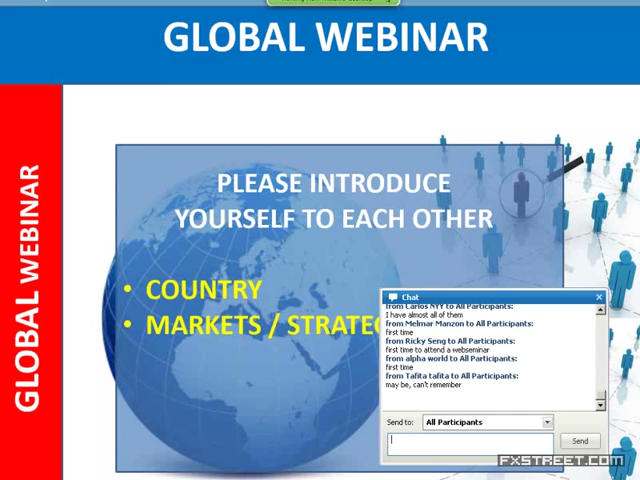 GLOBAL WEBINAR
GLOBAL WEBINAR
PLEASE INTRODUCE
YOURSELF TO EACH OTHER
• COUNTRY
• MARKETS / STRATEG
Chat
from Carlos NYY to All Participants:
I have almost all of them
from Melmar Manzon to All Participants:
first time
from Ricky Seng to All Participants:
first time to attend a webseminar
from alpha world to All Participants:
first time
from Tafita tafita to All Participants:
may be, can't remember
Send to: All Participants
Send
FXSTREET.COM